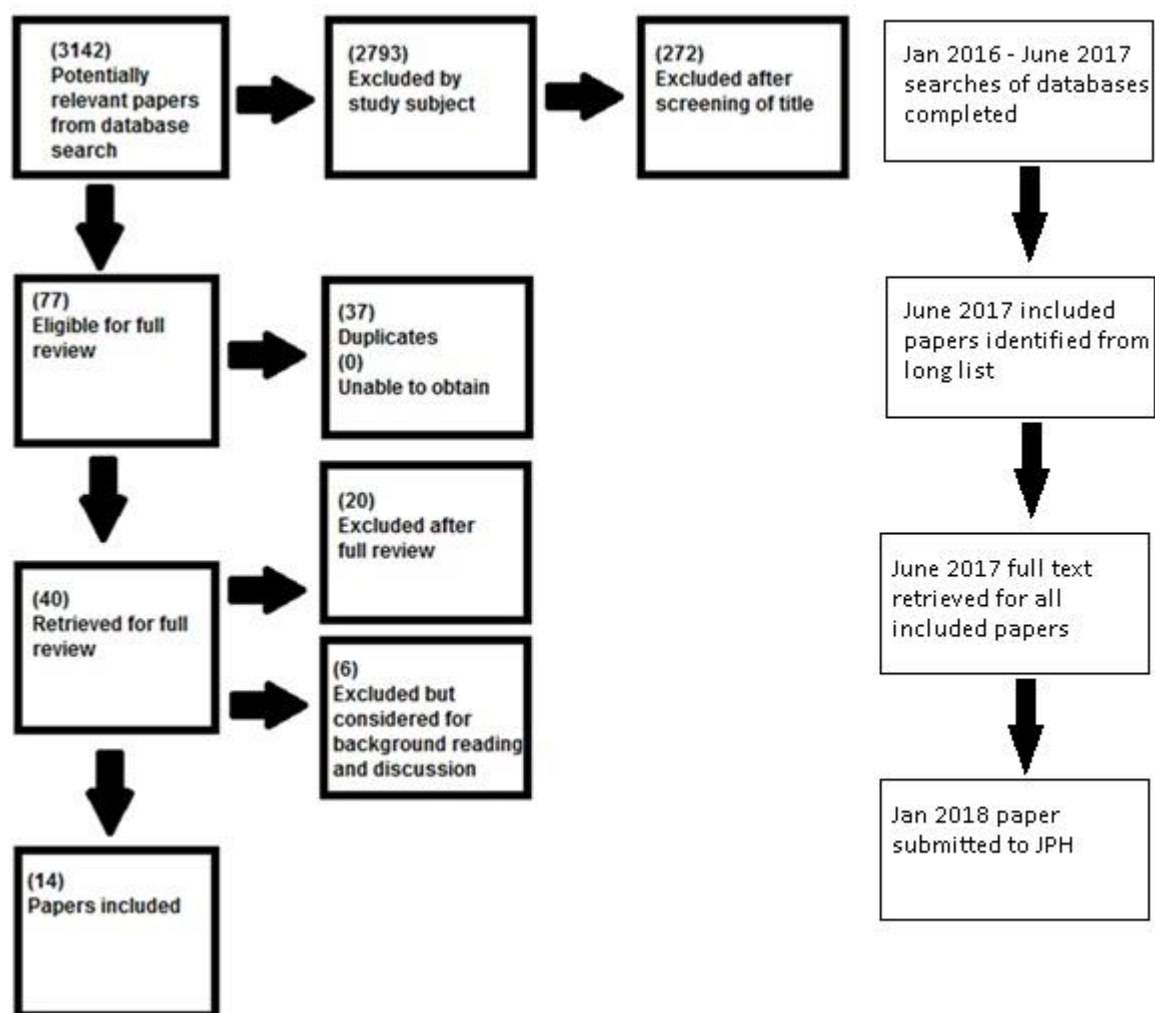 (3142)
Potentially
relevant papers
from database
search
(2793)
Excluded by
study subject
(272)
Excluded after
screening of title
(77)
Eligible for full
review
(37)
Duplicates
(0)
Unable to obtain
(40)
Retrieved for full
review
(20)
Excluded after
full review
(6)
Excluded but
considered for
background reading
and discussion
(14)
Papers included
Jan 2016 - June 2017
searches of databases
completed
June 2017 included
papers identified from
long list
June 2017 full text
retrieved for all
included papers
Jan 2018 paper
submitted to JPH